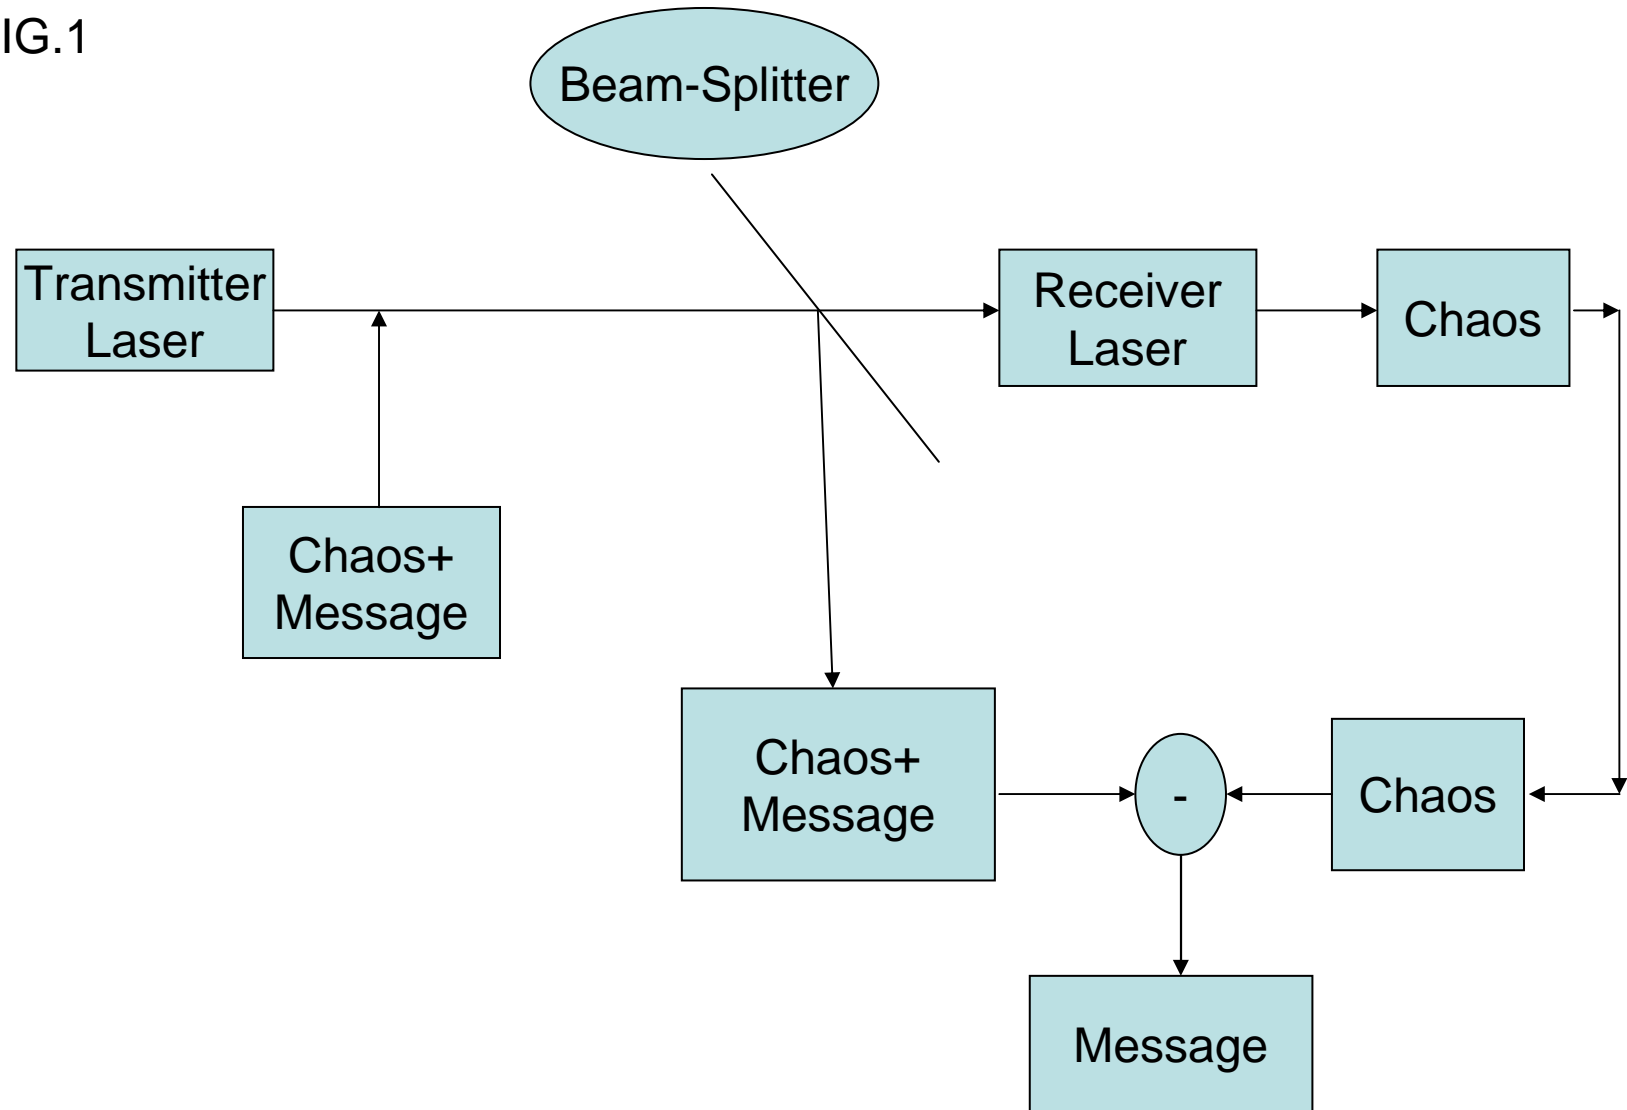 IG.1
Beam-Splitter
Transmitter
Laser
Receiver
Laser
Chaos
Chaos+
Message
Chaos+
Message
-
Chaos
Message